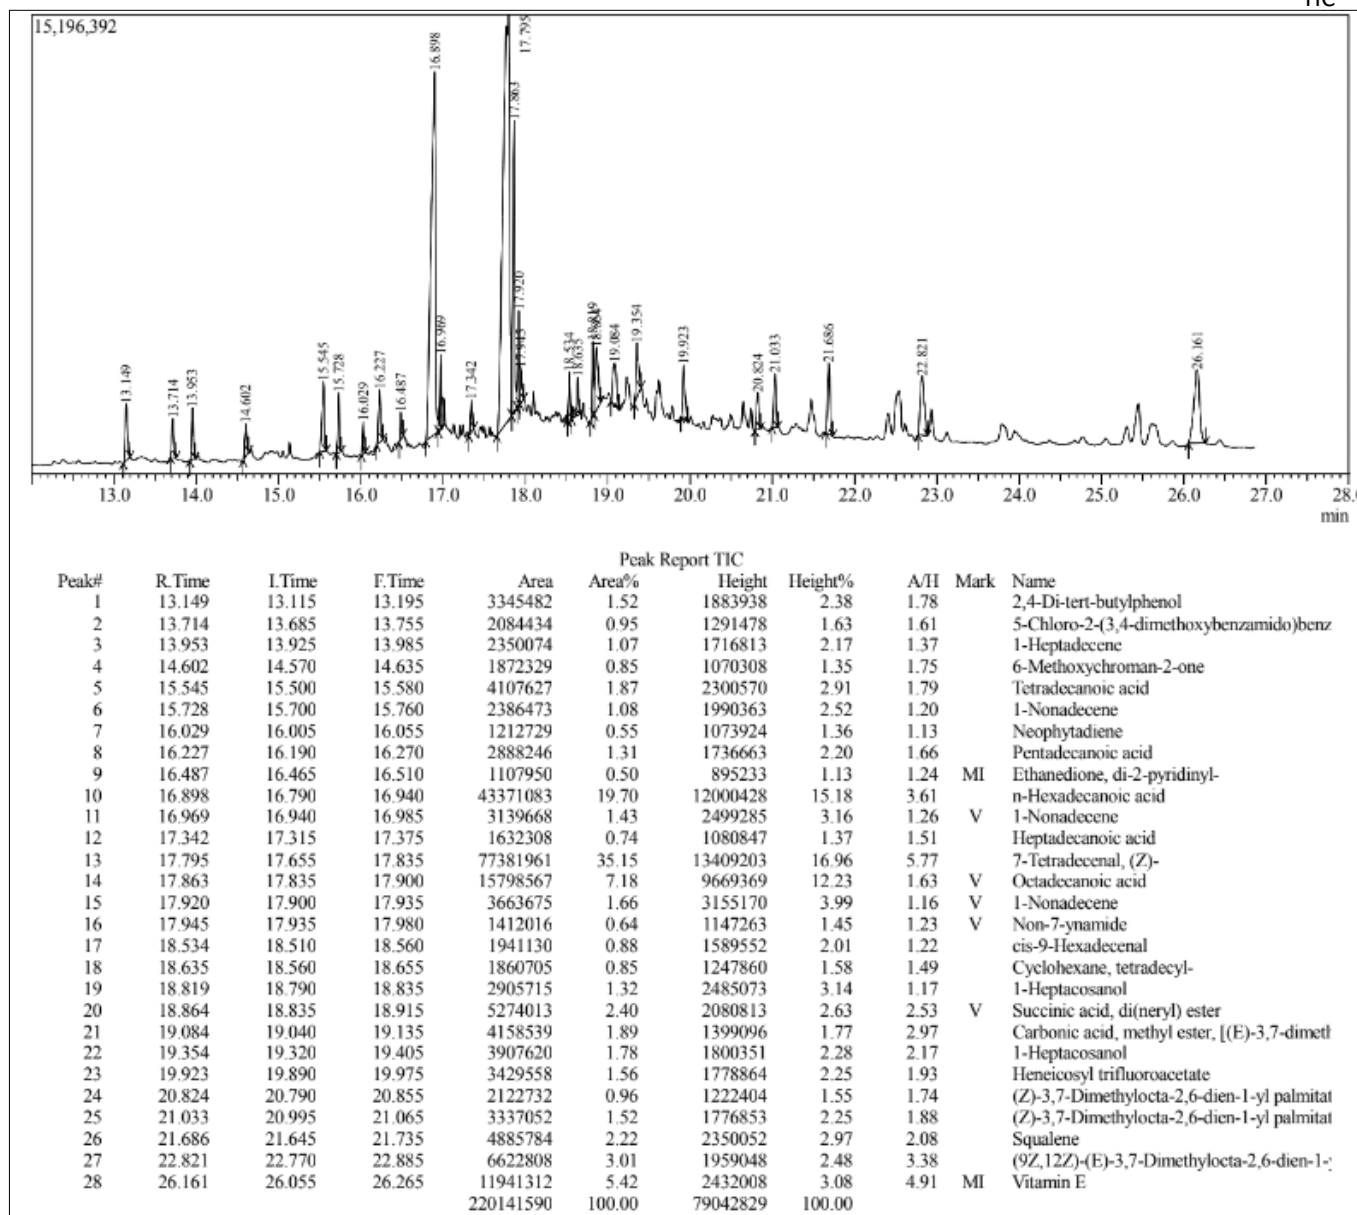 15,196,392
13.149
13.714
13.953
14.602
15.545
15.728
16.029
16.227
16.487
16.898
16.969
17.342
17.795
17.863
17.920
17.945
18.534
18.635
18.819
18.864
19.084
19.354
19.923
20.824
21.033
21.686
22.821
26.161
13.0 14.0 15.0 16.0 17.0 18.0 19.0 20.0 21.0 22.0 23.0 24.0 25.0 26.0 27.0 28.0
min
Peak Report TIC
Peak# R.Time I.Time F.Time Area Area% Height Height% A/H Mark Name
1 13.149 13.115 13.195 3345482 1.52 1883938 2.38 1.78 2,4-Di-tert-butylphenol
2 13.714 13.685 13.755 2084434 0.95 1291478 1.63 1.61 5-Chloro-2-(3,4-dimethoxybenzamido)benz
3 13.953 13.925 13.985 2350074 1.07 1716813 2.17 1.37 1-Heptadecene
4 14.602 14.570 14.635 1872329 0.85 1070308 1.35 1.75 6-Methoxychroman-2-one
5 15.545 15.500 15.580 4107627 1.87 2300570 2.91 1.79 Tetradecanoic acid
6 15.728 15.700 15.760 2386473 1.08 1990363 2.52 1.20 1-Nonadecene
7 16.029 16.005 16.055 1212729 0.55 1073924 1.36 1.13 Neophytadiene
8 16.227 16.190 16.270 2888246 1.31 1736663 2.20 1.66 Pentadecanoic acid
9 16.487 16.465 16.510 1107950 0.50 895233 1.13 1.24 MI Ethanedione, di-2-pyridinyl-
10 16.898 16.790 16.940 43371083 19.70 12000428 15.18 3.61 n-Hexadecanoic acid
11 16.969 16.940 16.985 3139668 1.43 2499285 3.16 1.26 V 1-Nonadecene
12 17.342 17.315 17.375 1632308 0.74 1080847 1.37 1.51 Heptadecanoic acid
13 17.795 17.655 17.835 77381961 35.15 13409203 16.96 5.77 7-Tetradecenal, (Z)-
14 17.863 17.835 17.900 15798567 7.18 9669369 12.23 1.63 V Octadecanoic acid
15 17.920 17.900 17.935 3663675 1.66 3155170 3.99 1.16 V 1-Nonadecene
16 17.945 17.935 17.980 1412016 0.64 1147263 1.45 1.23 V Non-7-ynamide
17 18.534 18.510 18.560 1941130 0.88 1589552 2.01 1.22 cis-9-Hexadecenal
18 18.635 18.560 18.655 1860705 0.85 1247860 1.58 1.49 Cyclohexane, tetradecyl-
19 18.819 18.790 18.835 2905715 1.32 2485073 3.14 1.17 1-Heptacosanol
20 18.864 18.835 18.915 5274013 2.40 2080813 2.63 2.53 V Succinic acid, di(neryl) ester
21 19.084 19.040 19.135 4158539 1.89 1399096 1.77 2.97 Carbonic acid, methyl ester, [(E)-3,7-dimeth
22 19.354 19.320 19.405 3907620 1.78 1800351 2.28 2.17 1-Heptacosanol
23 19.923 19.890 19.975 3429558 1.56 1778864 2.25 1.93 Heneicosyl trifluoroacetate
24 20.824 20.790 20.855 2122732 0.96 1222404 1.55 1.74 (Z)-3,7-Dimethylocta-2,6-dien-1-yl palmitat
25 21.033 20.995 21.065 3337052 1.52 1776853 2.25 1.88 (Z)-3,7-Dimethylocta-2,6-dien-1-yl palmitat
26 21.686 21.645 21.735 4885784 2.22 2350052 2.97 2.08 Squalene
27 22.821 22.770 22.885 6622808 3.01 1959048 2.48 3.38 (9Z,12Z)-(E)-3,7-Dimethylocta-2,6-dien-1-
28 26.161 26.055 26.265 11941312 5.42 2432008 3.08 4.91 MI Vitamin E
220141590 100.00 79042829 100.00